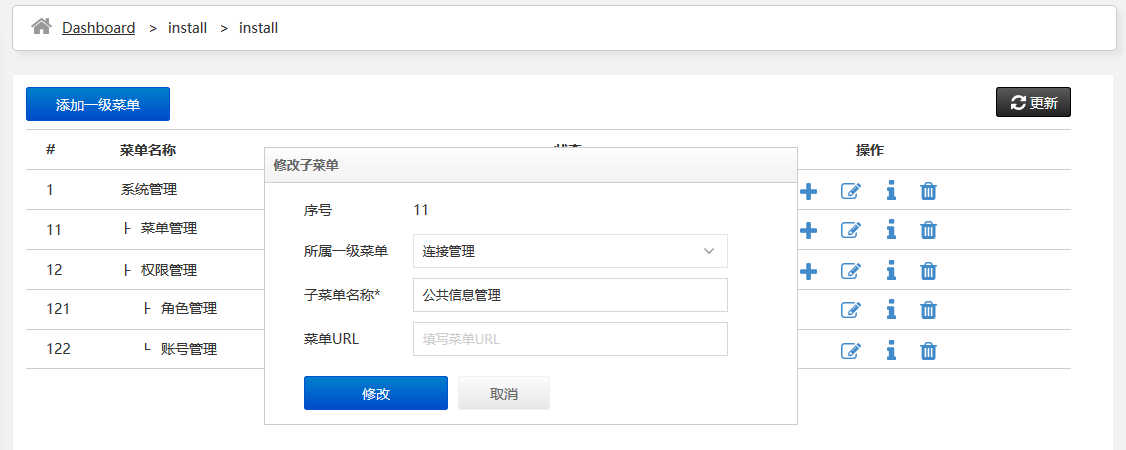 Dashboard > install > install
添加一级菜单
更新
# 菜单名称 操作
1 系统管理
11 ├ 菜单管理
12 ├ 权限管理
121 ├ 角色管理
122 └ 账号管理
修改子菜单
序号 11
所属一级菜单 连接管理
子菜单名称* 公共信息管理
菜单URL 填写菜单URL
修改 取消